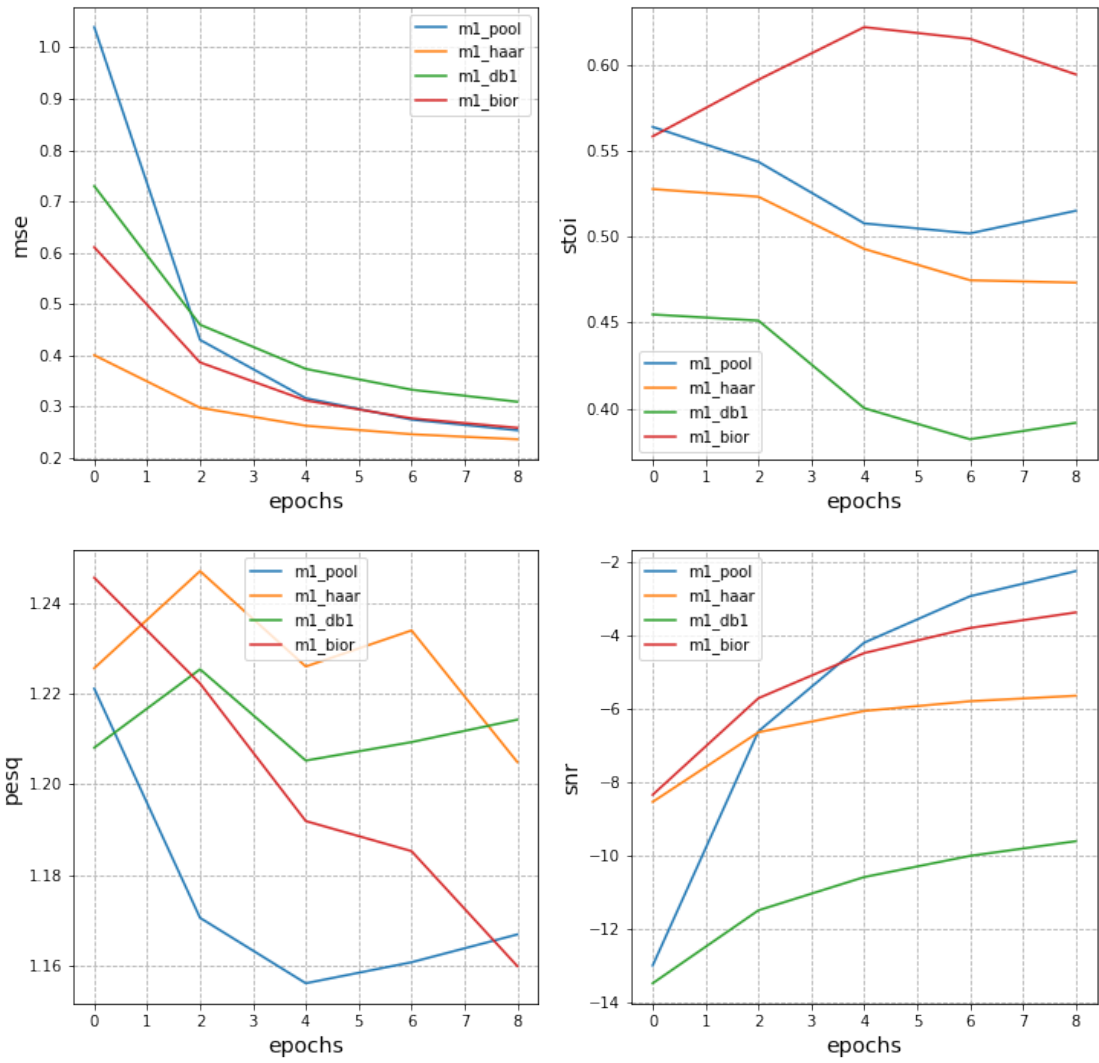 mse
1.0
0.9
0.8
0.7
0.6
0.5
0.4
0.3
0.2
m1_pool
m1_haar
m1_db1
m1_bior
0 1 2 3 4 5 6 7 8
epochs
stoi
0.60
0.55
0.50
0.45
0.40
m1_pool
m1_haar
m1_db1
m1_bior
0 1 2 3 4 5 6 7 8
epochs
pesq
1.24
1.22
1.20
1.18
1.16
m1_pool
m1_haar
m1_db1
m1_bior
0 1 2 3 4 5 6 7 8
epochs
snr
−2
−4
−6
−8
−10
−12
−14
m1_pool
m1_haar
m1_db1
m1_bior
0 1 2 3 4 5 6 7 8
epochs